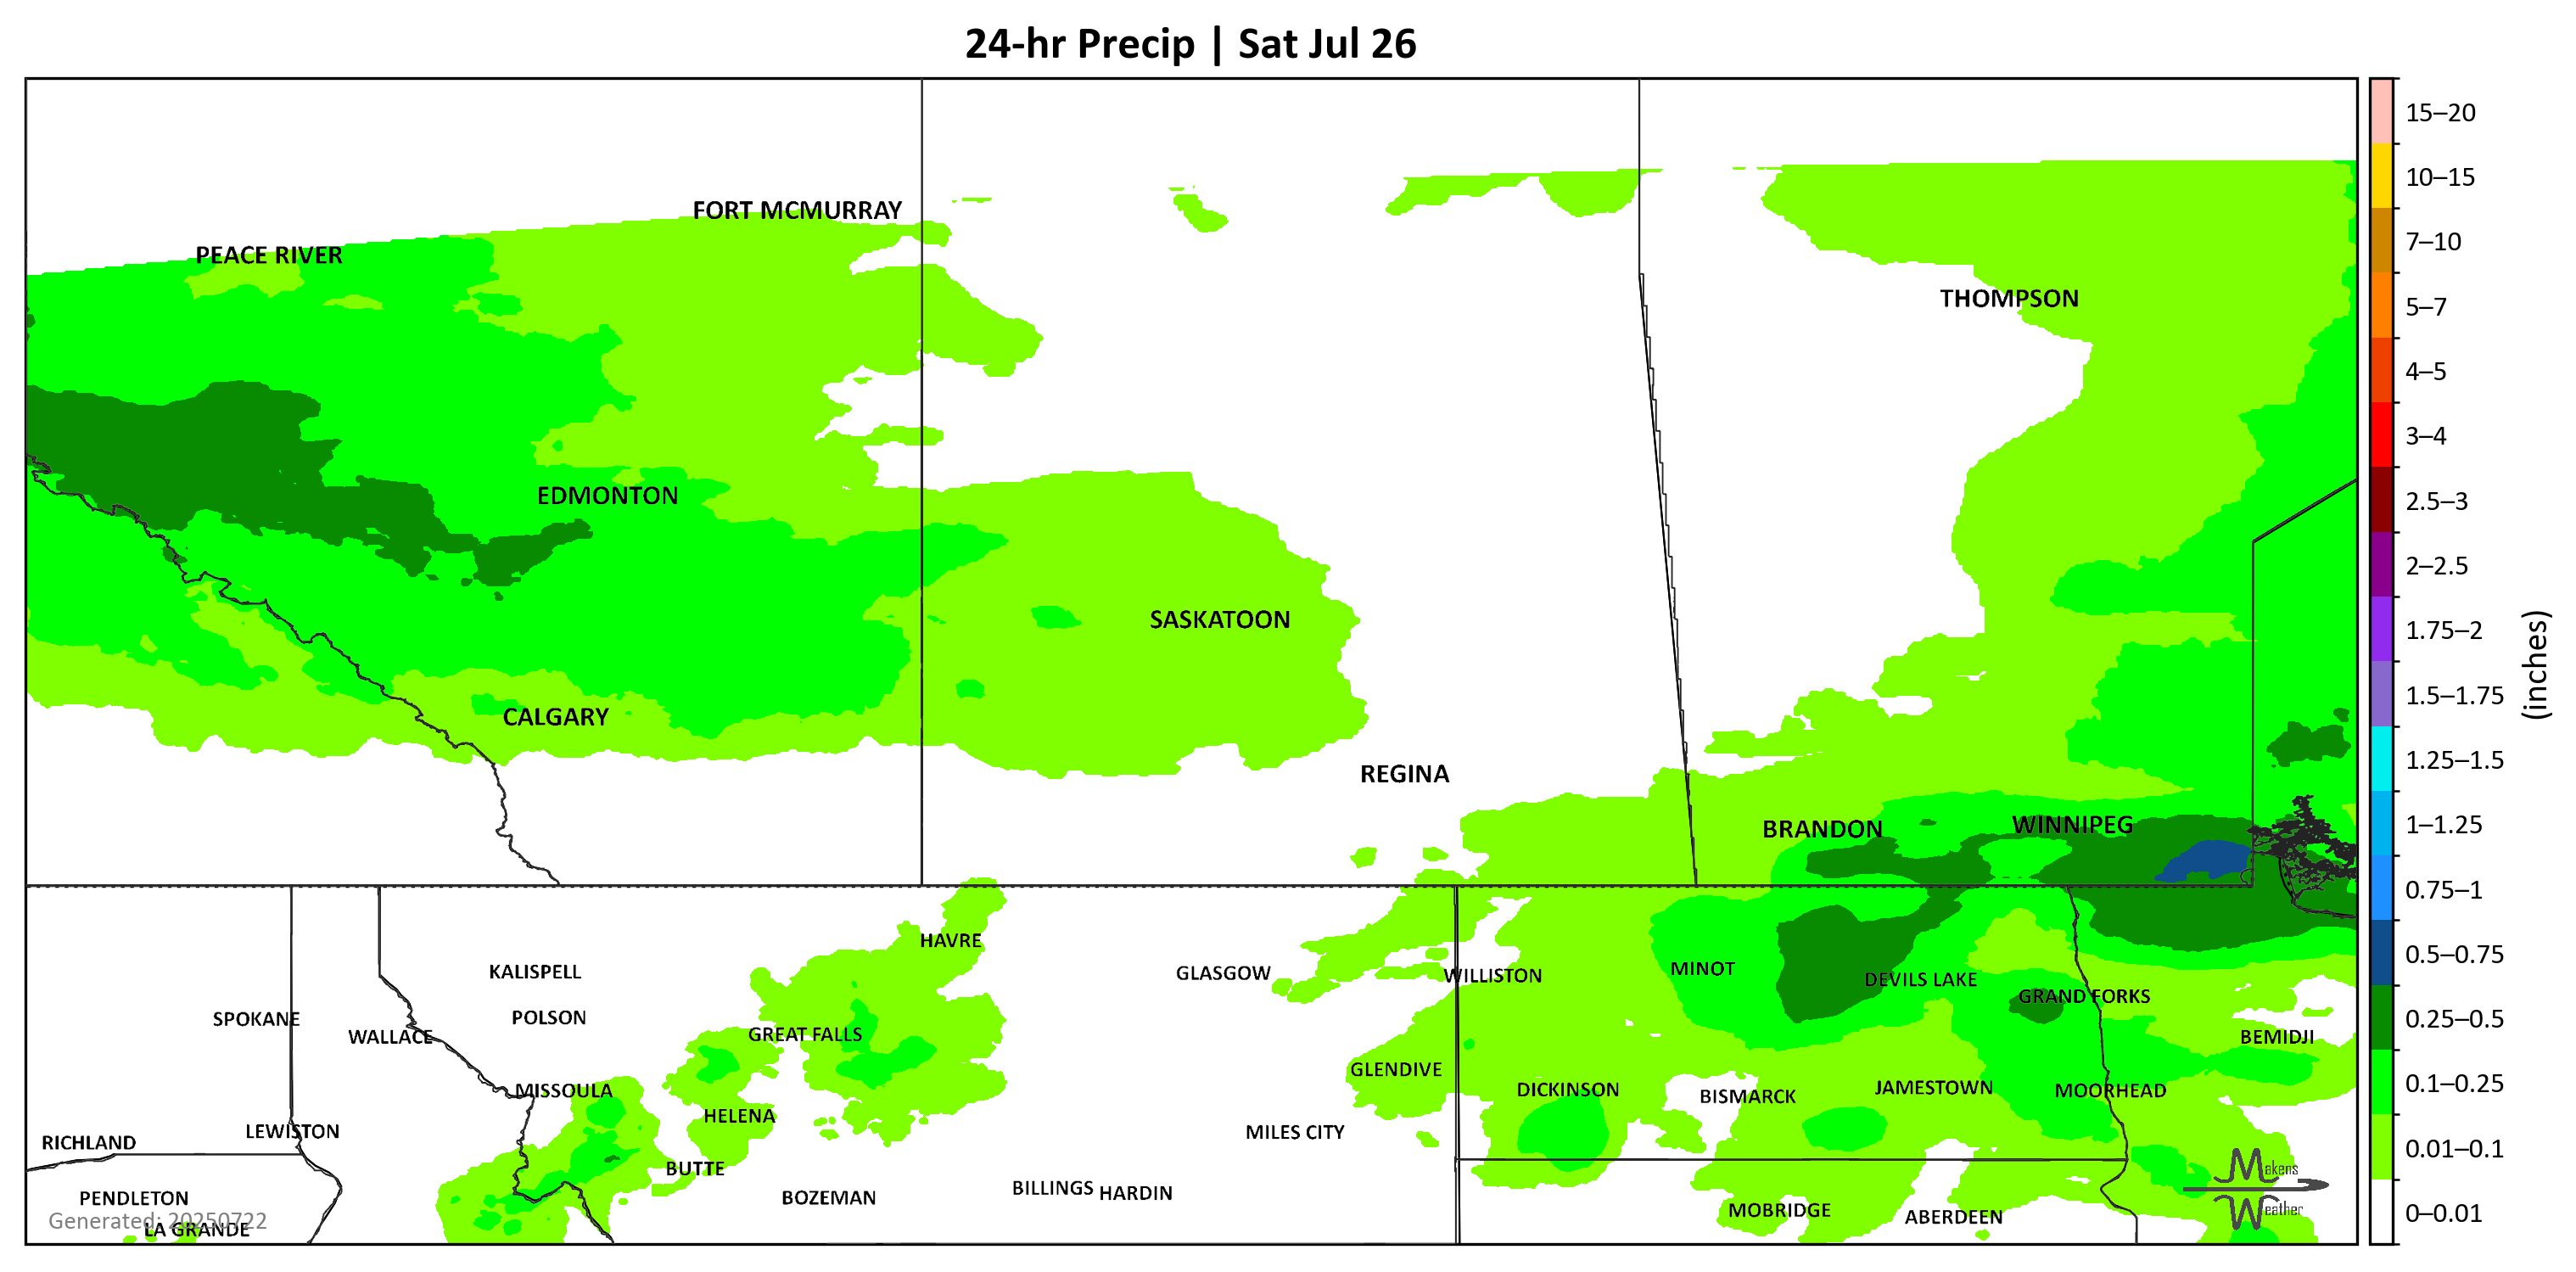 24-hr Precip | Sat Jul 26
FORT MCMURRAY
PEACE RIVER
THOMPSON
EDMONTON
SASKATOON
CALGARY
REGINA
BRANDON
WINNIPEG
HAVRE
KALISPELL
GLASGOW
WILLISTON
MINOT
DEVILS LAKE
GRAND FORKS
SPOKANE
POLSON
WALLACE
GREAT FALLS
BEMIDJI
GLENDIVE
MISSOULA
DICKINSON
BISMARCK
JAMESTOWN
MOORHEAD
HELENA
RICHLAND
LEWISTON
MILES CITY
BUTTE
PENDLETON
BOZEMAN
BILLINGS
HARDIN
MOBRIDGE
ABERDEEN
Generated: 20250722
LA GRANDE
Makens
Weather
15–20
10–15
7–10
5–7
4–5
3–4
2.5–3
2–2.5
1.75–2
1.5–1.75
1.25–1.5
1–1.25
0.75–1
0.5–0.75
0.25–0.5
0.1–0.25
0.01–0.1
0–0.01
(inches)